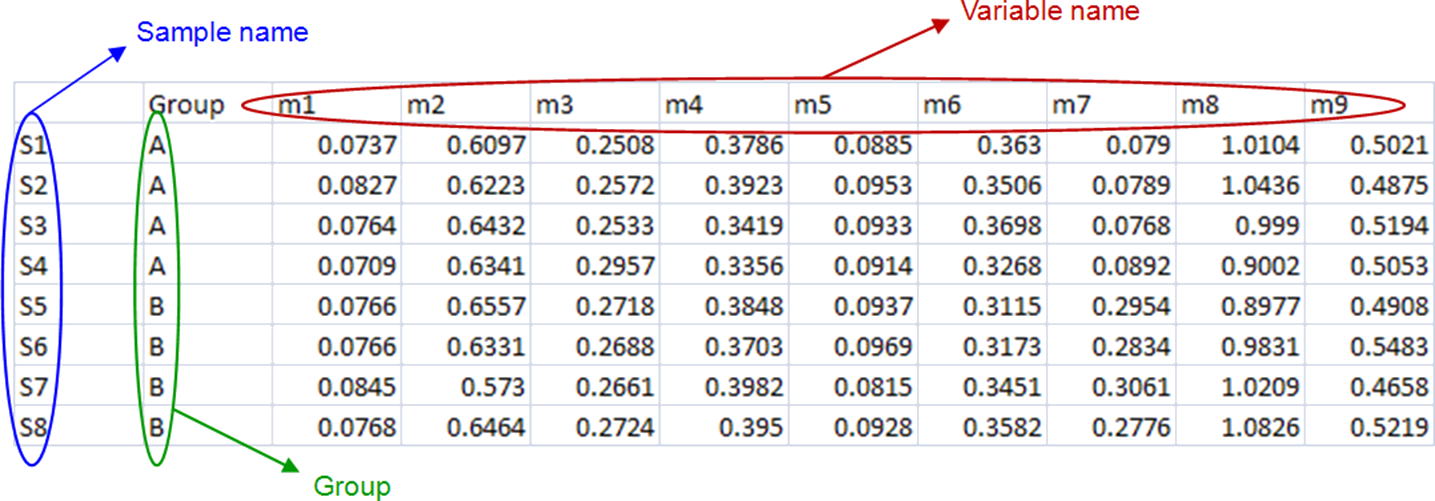 Variable name
Sample name
Group m1 m2 m3 m4 m5 m6 m7 m8 m9
S1 A 0.0737 0.6097 0.2508 0.3786 0.0885 0.363 0.079 1.0104 0.5021
S2 A 0.0827 0.6223 0.2572 0.3923 0.0953 0.3506 0.0789 1.0436 0.4875
S3 A 0.0764 0.6432 0.2533 0.3419 0.0933 0.3698 0.0768 0.999 0.5194
S4 A 0.0709 0.6341 0.2957 0.3356 0.0914 0.3268 0.0892 0.9002 0.5053
S5 B 0.0766 0.6557 0.2718 0.3848 0.0937 0.3115 0.2954 0.8977 0.4908
S6 B 0.0766 0.6331 0.2688 0.3703 0.0969 0.3173 0.2834 0.9831 0.5483
S7 B 0.0845 0.573 0.2661 0.3982 0.0815 0.3451 0.3061 1.0209 0.4658
S8 B 0.0768 0.6464 0.2724 0.395 0.0928 0.3582 0.2776 1.0826 0.5219
Group